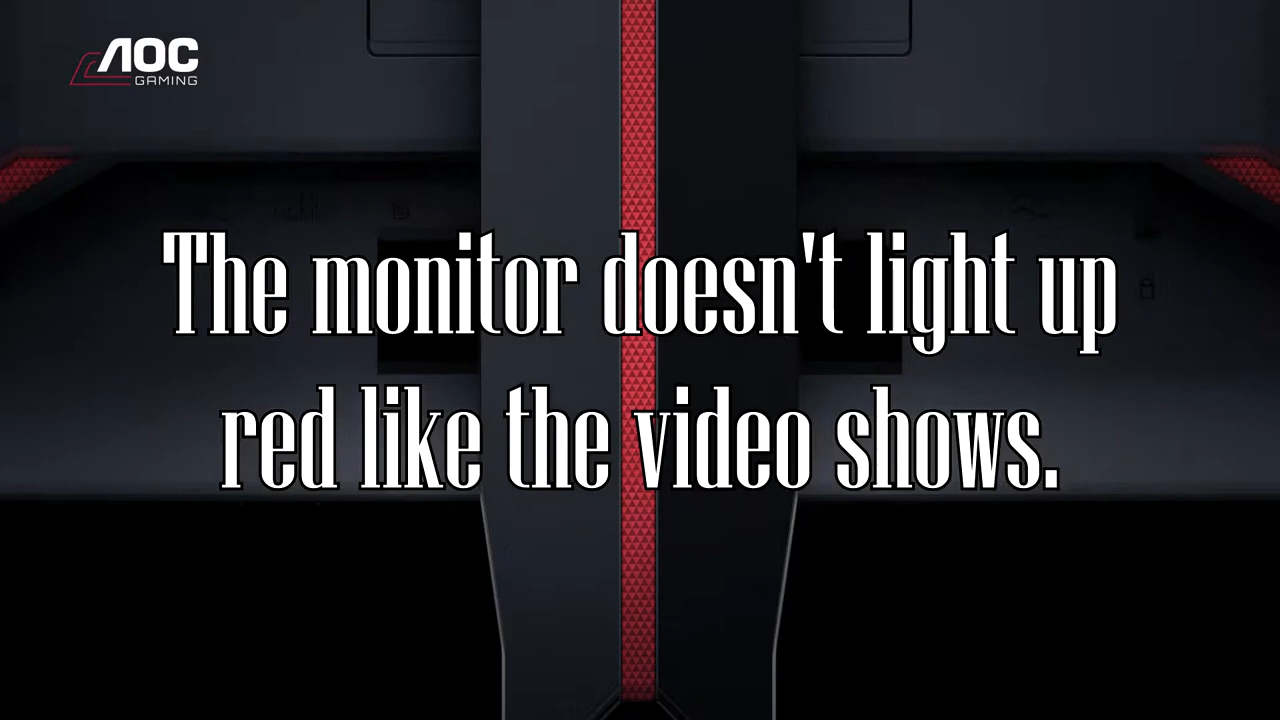 AOC
GAMING
The monitor doesn't light up
red like the video shows.